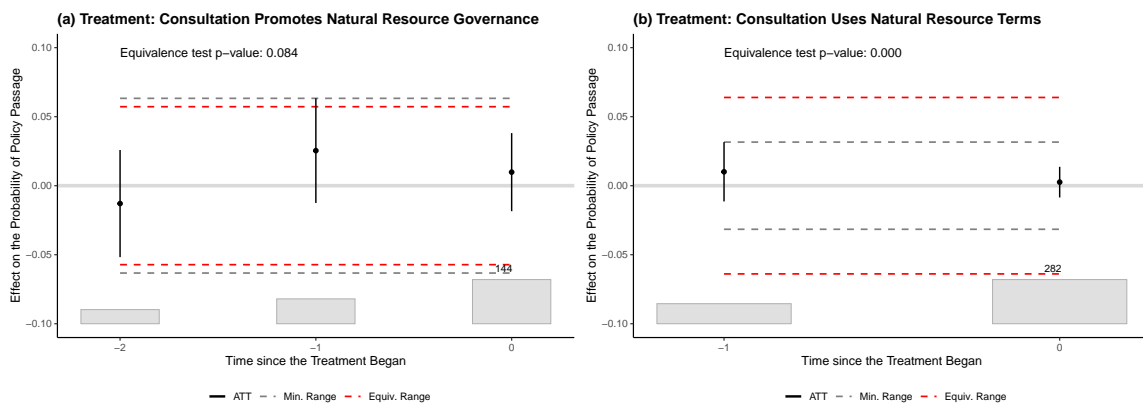 (a) Treatment: Consultation Promotes Natural Resource Governance
Equivalence test p−value: 0.084
Effect on the Probability of Policy Passage
0.10
0.05
0.00
−0.05
−0.10
144
−2
−1
0
Time since the Treatment Began
ATT Min. Range Equiv. Range
(b) Treatment: Consultation Uses Natural Resource Terms
Equivalence test p−value: 0.000
Effect on the Probability of Policy Passage
0.10
0.05
0.00
−0.05
−0.10
282
−1
0
Time since the Treatment Began
ATT Min. Range Equiv. Range